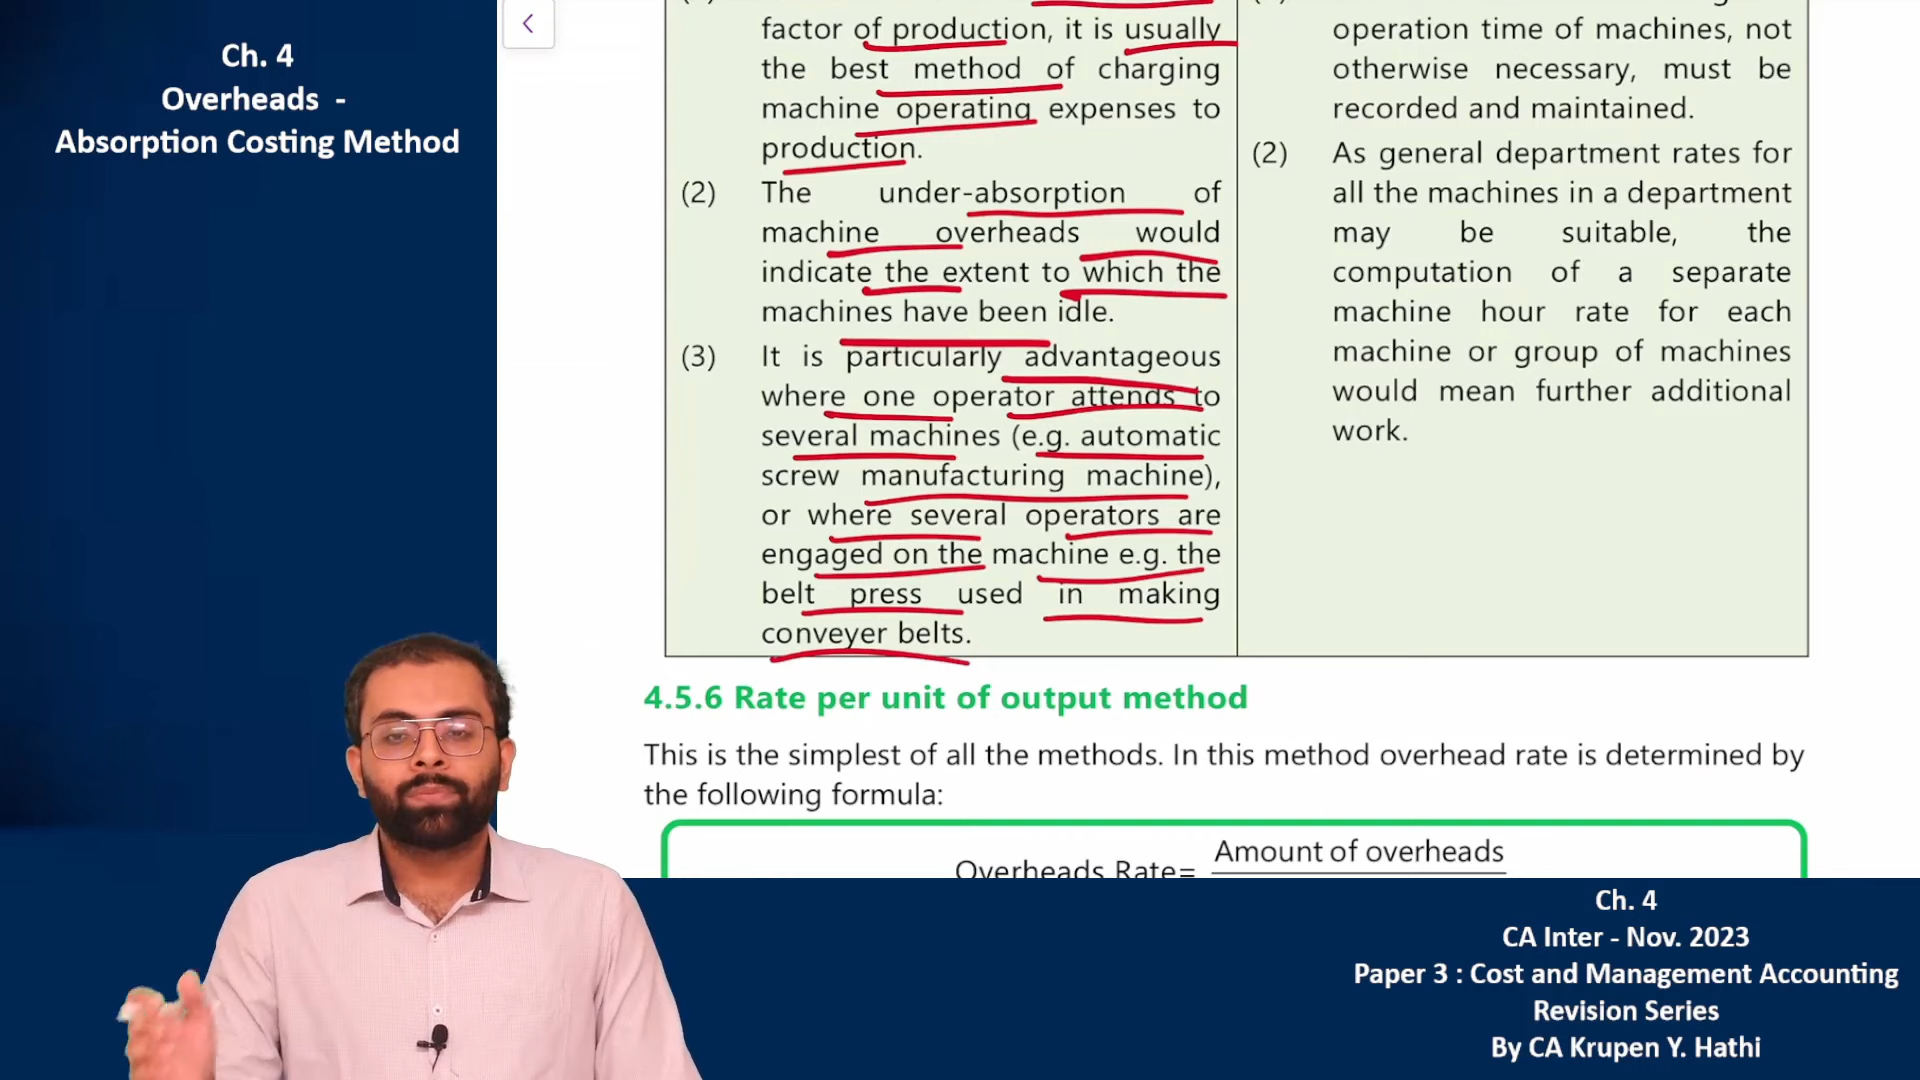 Ch. 4
Overheads -
Absorption Costing Method
factor of production, it is usually
the best method of charging
machine operating expenses to
production.
(2) The under-absorption of
machine overheads would
indicate the extent to which the
machines have been idle.
(3) It is particularly advantageous
where one operator attends to
several machines (e.g. automatic
screw manufacturing machine),
or where several operators are
engaged on the machine e.g. the
belt press used in making
conveyer belts.
operation time of machines, not
otherwise necessary, must be
recorded and maintained.
(2) As general department rates for
all the machines in a department
may be suitable, the
computation of a separate
machine hour rate for each
machine or group of machines
would mean further additional
work.
4.5.6 Rate per unit of output method
This is the simplest of all the methods. In this method overhead rate is determined by
the following formula:
Amount of overheads
Overheads Rate=
Ch. 4
CA Inter - Nov. 2023
Paper 3 : Cost and Management Accounting
Revision Series
By CA Krupen Y. Hathi